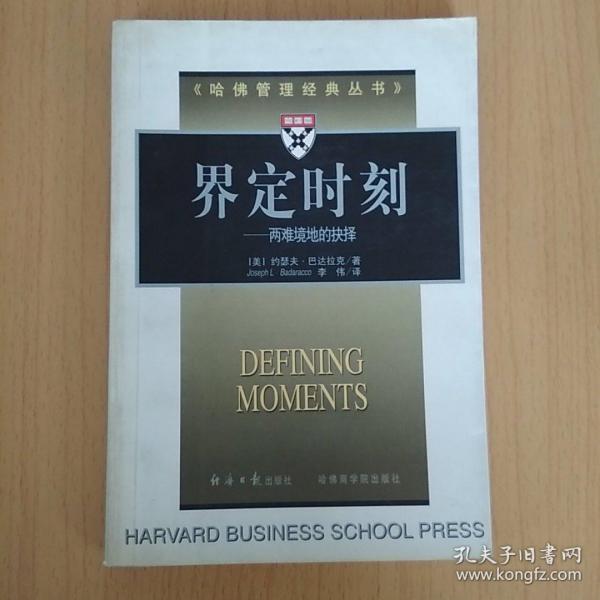 《哈佛管理经典丛书》
界定时刻
——两难境地的抉择
[美] 约瑟夫·巴达拉克/著
Joseph L. Badaracco 李 伟/译
DEFINING
MOMENTS
经济日报出版社 哈佛商学院出版社
HARVARD BUSINESS SCHOOL PRESS
孔夫子旧书网
www.kongfz.com